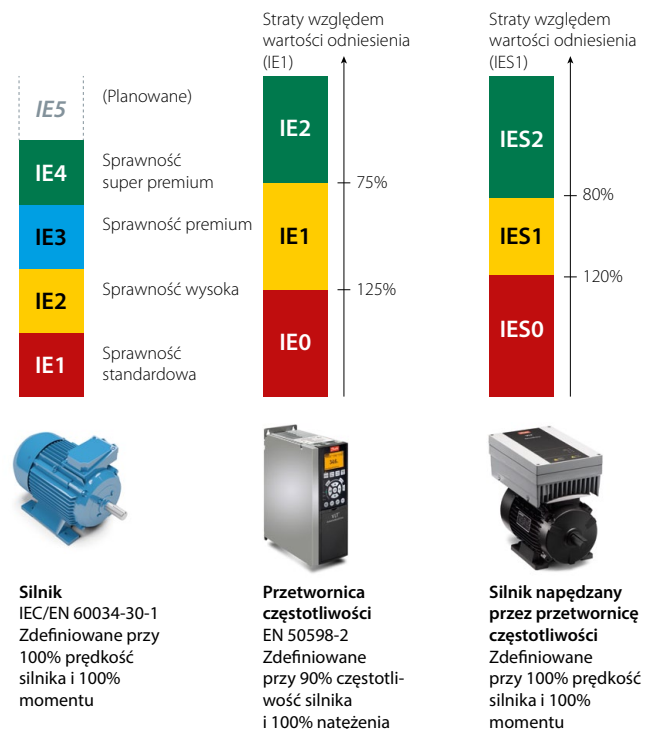 IE5
(Planowane)
IE4
Sprawność
super premium
IE3
Sprawność premium
IE2
Sprawność wysoka
IE1
Sprawność
standardowa
Straty względem
wartości odniesienia
(IE1)
IE2
75%
IE1
125%
IE0
Straty względem
wartości odniesienia
(IES1)
IES2
80%
IES1
120%
IES0
Silnik
IEC/EN 60034-30-1
Zdefiniowane przy
100% prędkość
silnika i 100%
momentu
Przetwornica
częstotliwości
EN 50598-2
Zdefiniowane
przy 90% częstotli-
wość silnika
i 100% natężenia
Silnik napędzany
przez przetwornicę
częstotliwości
Zdefiniowane
przy 100% prędkość
silnika i 100%
momentu